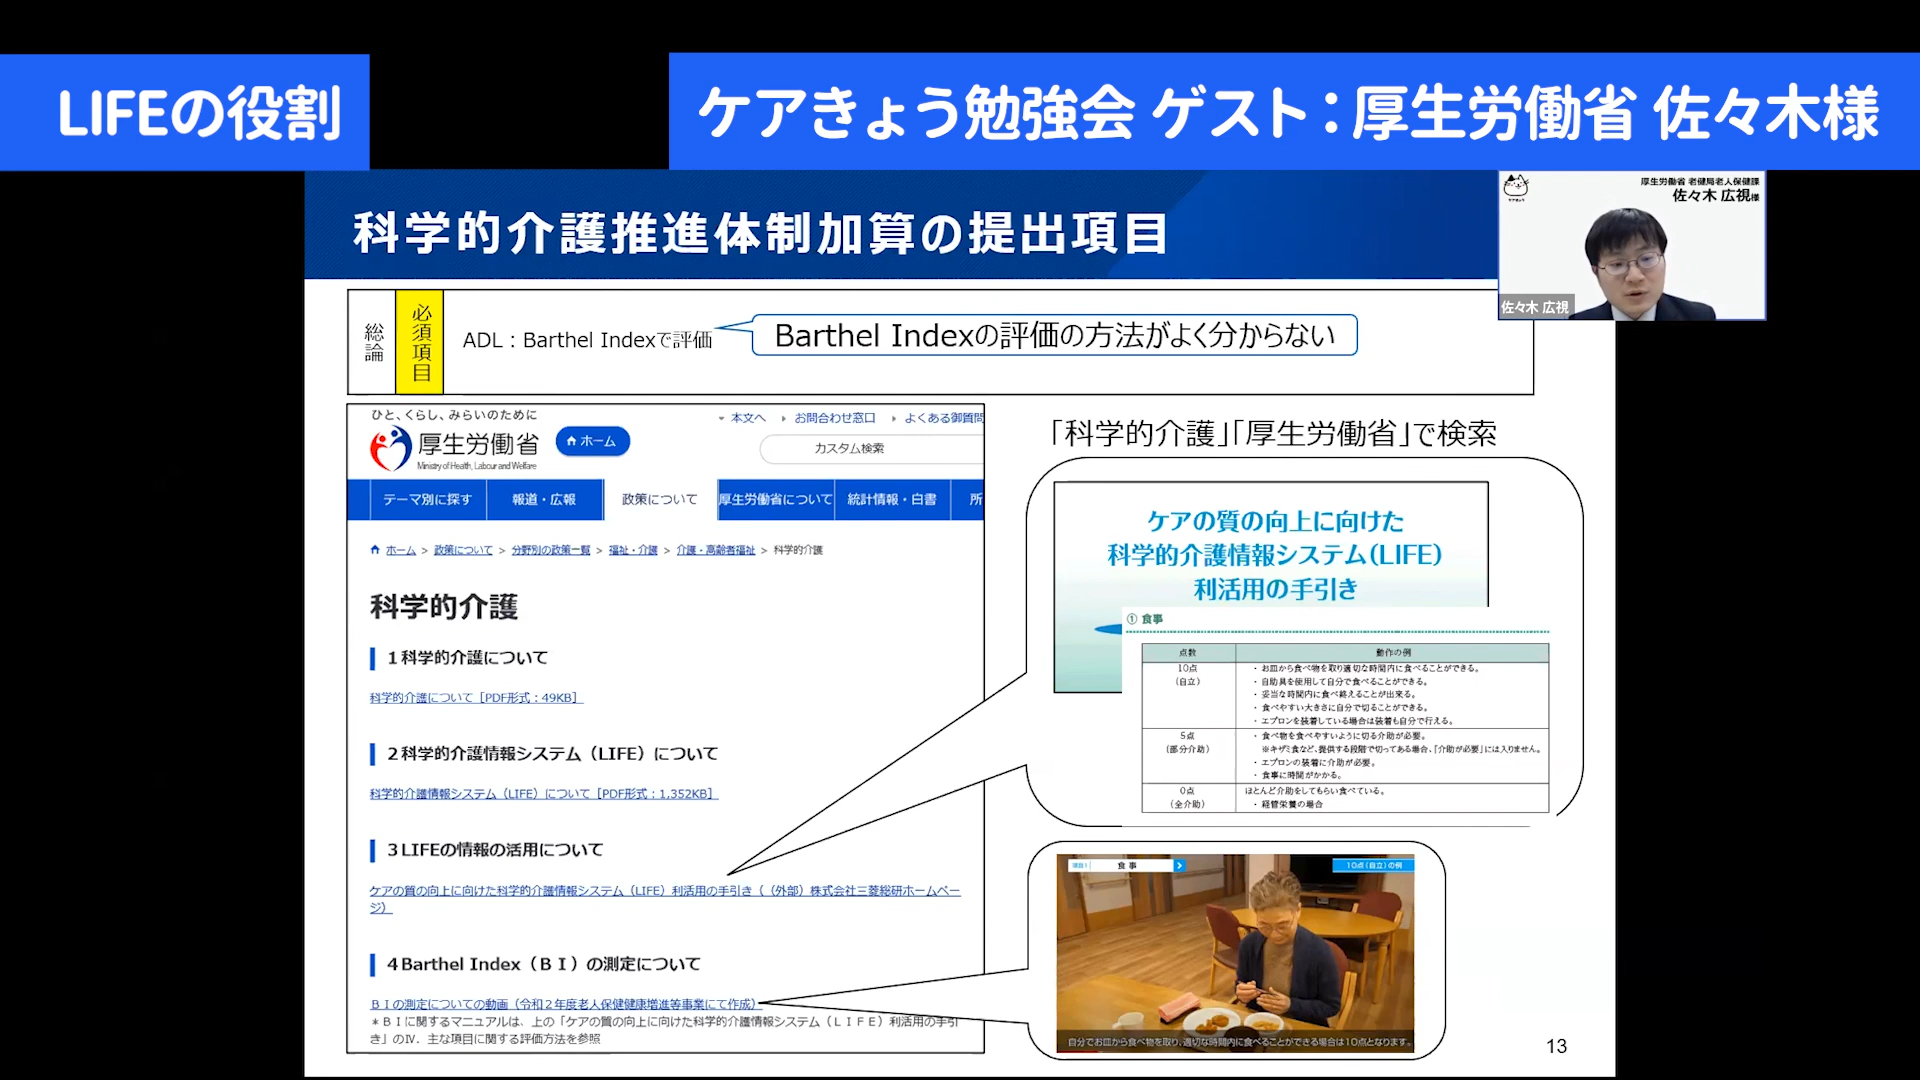 LIFEの役割
ケアきょう勉強会 ゲスト：厚生労働省 佐々木様
厚生労働省 老健局老人保健課
佐々木 広視様
佐々木 広視
科学的介護推進体制加算の提出項目
総論
必須項目
ADL：Barthel Indexで評価
Barthel Indexの評価の方法がよく分からない
ひと、くらし、みらいのために
厚生労働省
Ministry of Health, Labour and Welfare
ホーム
本文へ
お問合わせ窓口
よくある御質問
カスタム検索
テーマ別に探す
報道・広報
政策について
厚生労働省について
統計情報・白書
所
ホーム > 政策について > 分野別の政策一覧 > 福祉・介護 > 介護・高齢者福祉 > 科学的介護
科学的介護
１科学的介護について
科学的介護について［PDF形式：49KB］
２科学的介護情報システム（LIFE）について
科学的介護情報システム（LIFE）について［PDF形式：1,352KB］
３LIFEの情報の活用について
ケアの質の向上に向けた科学的介護情報システム（LIFE）利活用の手引き（（外部）株式会社三菱総研ホームペー
ジ）
４Barthel Index（ＢＩ）の測定について
ＢＩの測定についての動画（令和２年度老人保健健康増進等事業にて作成）
＊ＢＩに関するマニュアルは、上の「ケアの質の向上に向けた科学的介護情報システム（ＬＩＦＥ）利活用の手引
き」のⅣ．主な項目に関する評価方法を参照
「科学的介護」「厚生労働省」で検索
ケアの質の向上に向けた
科学的介護情報システム（LIFE）
利活用の手引き
① 食事
点数
動作の例
10点
（自立）
・ お皿から食べ物を取り適切な時間内に食べることができる。
・ 自助具を使用して自分で食べることができる。
・ 妥当な時間内に食べ終えることが出来る。
・ 食べやすい大きさに自分で切ることができる。
・ エプロンを装着している場合は装着も自分で行える。
5点
（部分介助）
・ 食べ物を食べやすいように切る介助が必要。
※キザミ食など、提供する段階で切ってある場合、「介助が必要」には入りません。
・ エプロンの装着に介助が必要。
・ 食事に時間がかかる。
0点
（全介助）
ほとんど介助をしてもらい食べている。
・ 経管栄養の場合
項目1
食事
10点（自立）の例
自分でお皿から食べ物を取り、適切な時間内に食べることができる場合は10点となります。
13